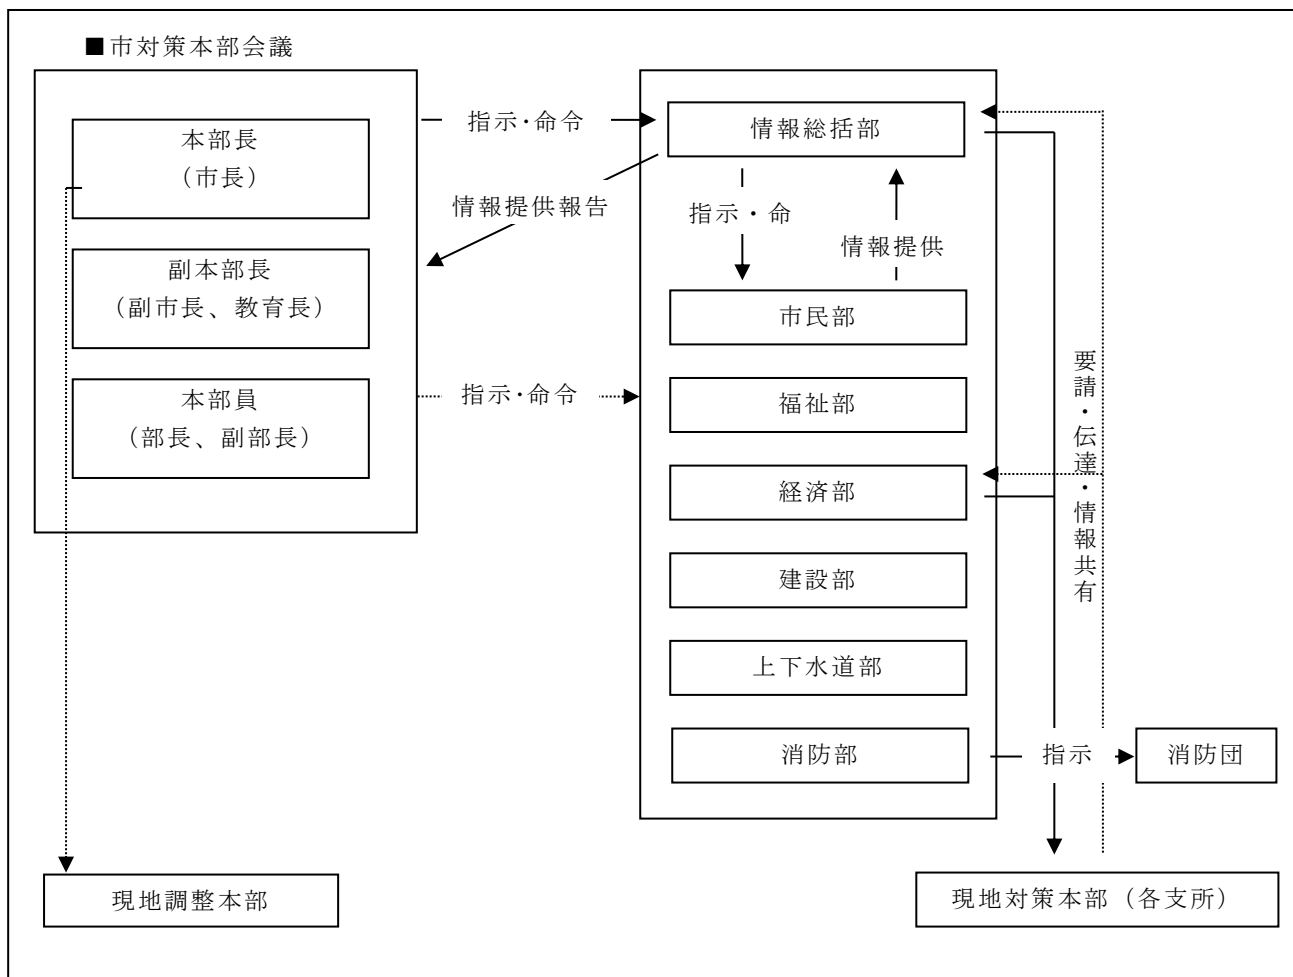 ■市対策本部会議
本部長
（市長）
副本部長
（副市長、教育長）
本部員
（部長、副部長）
指示･命令
情報提供報告
指示･命令
情報総括部
指示・命
情報提供
市民部
福祉部
経済部
建設部
上下水道部
消防部
要請・伝達・情報共有
指示
消防団
現地調整本部
現地対策本部（各支所）